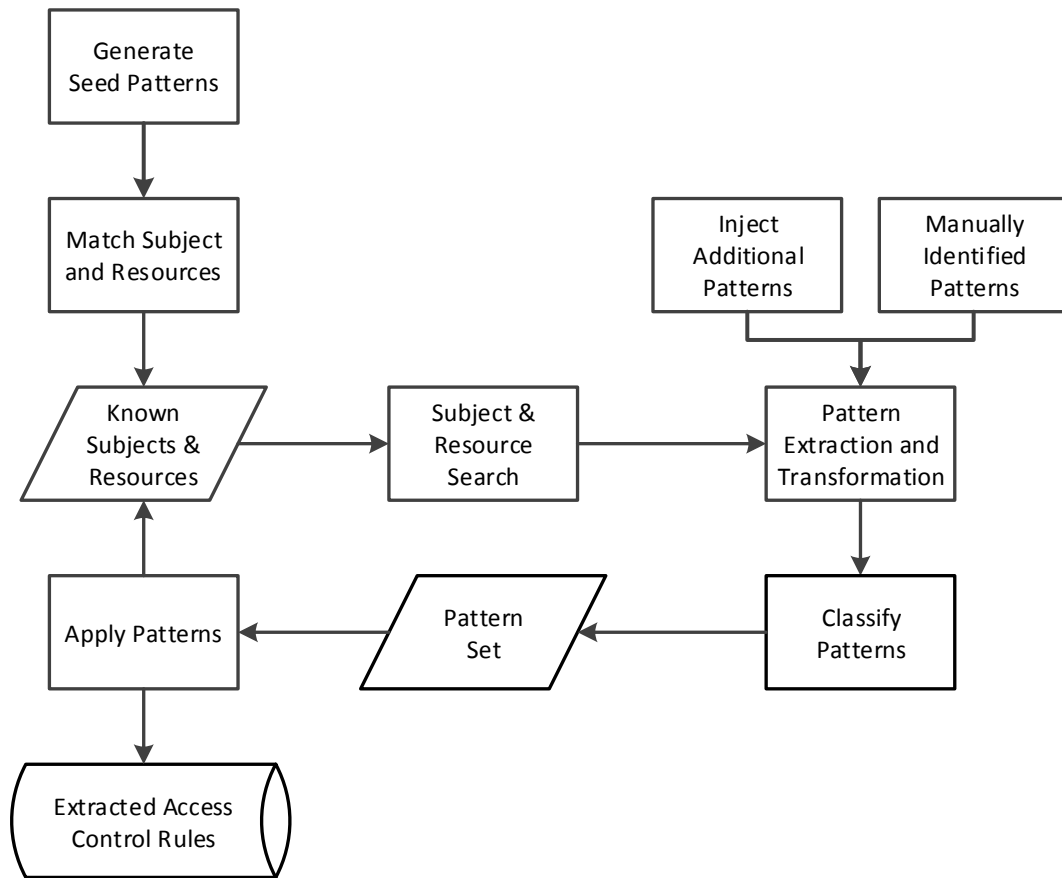 Generate
Seed Patterns
Match Subject
and Resources
Inject
Additional
Patterns
Manually
Identified
Patterns
Known
Subjects &
Resources
Subject &
Resource
Search
Pattern
Extraction and
Transformation
Apply Patterns
Pattern
Set
Classify
Patterns
Extracted Access
Control Rules